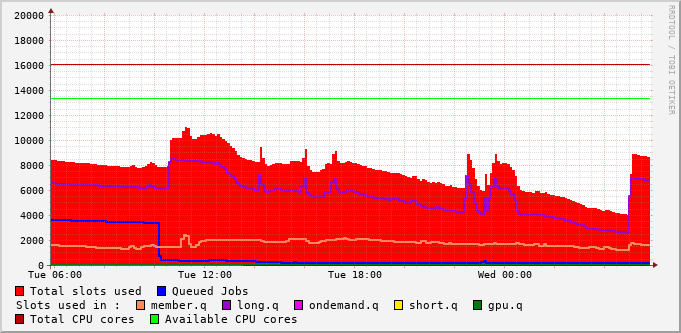 20000
18000
16000
14000
12000
10000
8000
6000
4000
2000
0
Tue 06:00 Tue 12:00 Tue 18:00 Wed 00:00
Total slots used Queued Jobs
Slots used in : member.q long.q ondemand.q short.q gpu.q
Total CPU cores Available CPU cores
RRDTOOL / TOBI OETIKER